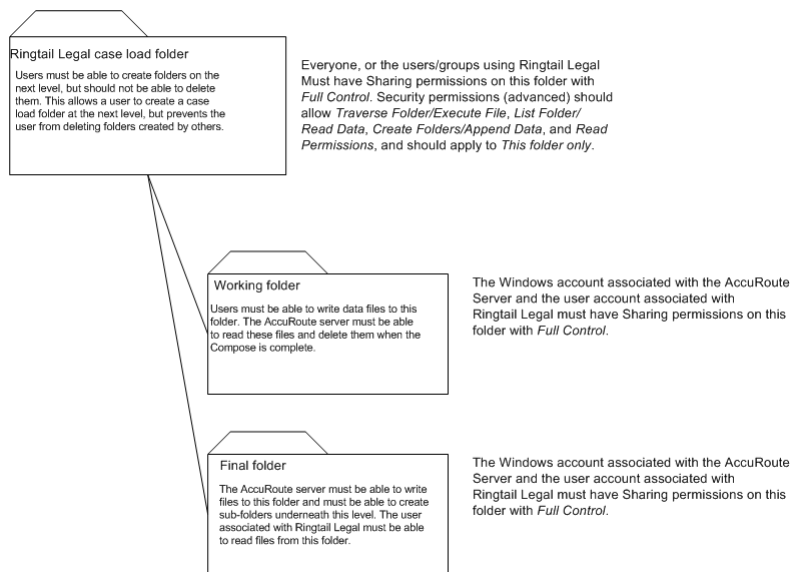 Ringtail Legal case load folder
Users must be able to create folders on the
next level, but should not be able to delete
them. This allows a user to create a case
load folder at the next level, but prevents the
user from deleting folders created by others.
Everyone, or the users/groups using Ringtail Legal
Must have Sharing permissions on this folder with
Full Control. Security permissions (advanced) should
allow Traverse Folder/Execute File, List Folder/
Read Data, Create Folders/Append Data, and Read
Permissions, and should apply to This folder only.
Working folder
Users must be able to write data files to this
folder. The AccuRoute server must be able
to read these files and delete them when the
Compose is complete.
The Windows account associated with the AccuRoute
Server and the user account associated with
Ringtail Legal must have Sharing permissions on this
folder with Full Control.
Final folder
The AccuRoute server must be able to write
files to this folder and must be able to create
sub-folders underneath this level. The user
associated with Ringtail Legal must be able
to read files from this folder.
The Windows account associated with the AccuRoute
Server and the user account associated with
Ringtail Legal must have Sharing permissions on this
folder with Full Control.